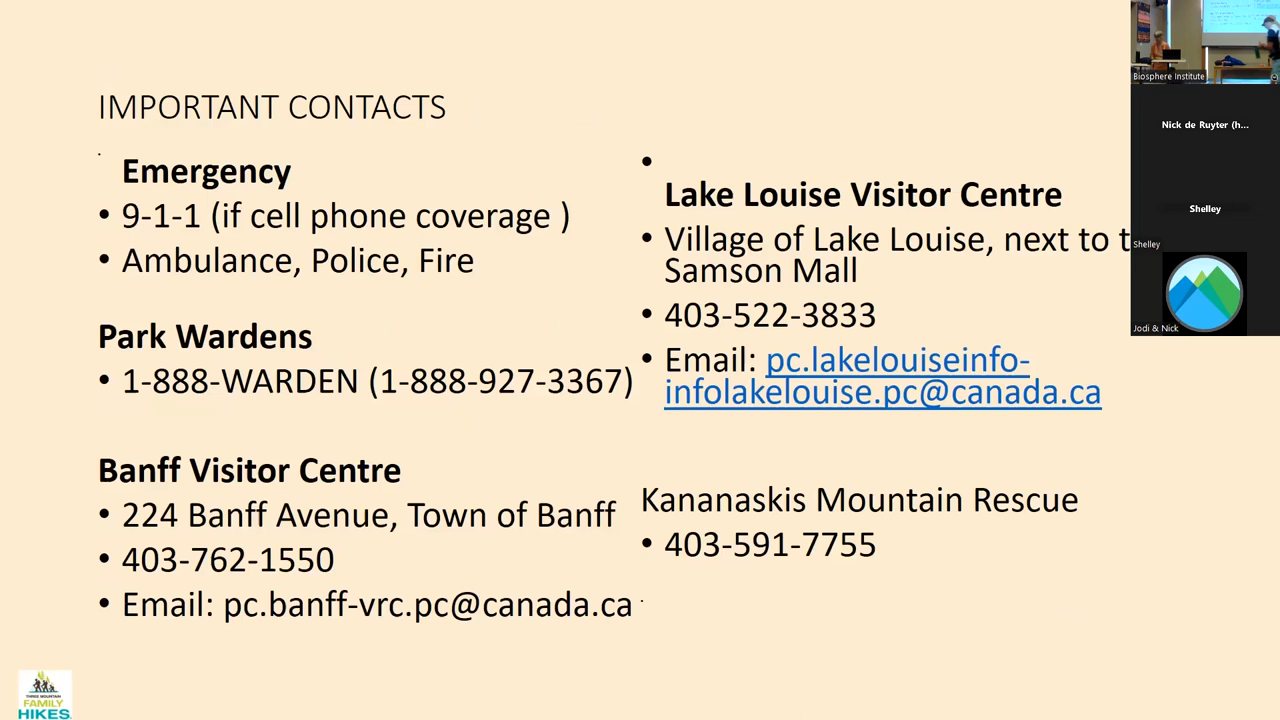 IMPORTANT CONTACTS
Emergency
• 9-1-1 (if cell phone coverage )
• Ambulance, Police, Fire
Park Wardens
• 1-888-WARDEN (1-888-927-3367)
Banff Visitor Centre
• 224 Banff Avenue, Town of Banff
• 403-762-1550
• Email: pc.banff-vrc.pc@canada.ca
•
Lake Louise Visitor Centre
• Village of Lake Louise, next to t
Samson Mall
• 403-522-3833
• Email: pc.lakelouiseinfo-
infolakelouise.pc@canada.ca
Kananaskis Mountain Rescue
• 403-591-7755
Biosphere Institute
Nick de Ruyter (h...
Shelley
Shelley
Jodi & Nick
THREE MOUNTAIN
FAMILY
HIKES